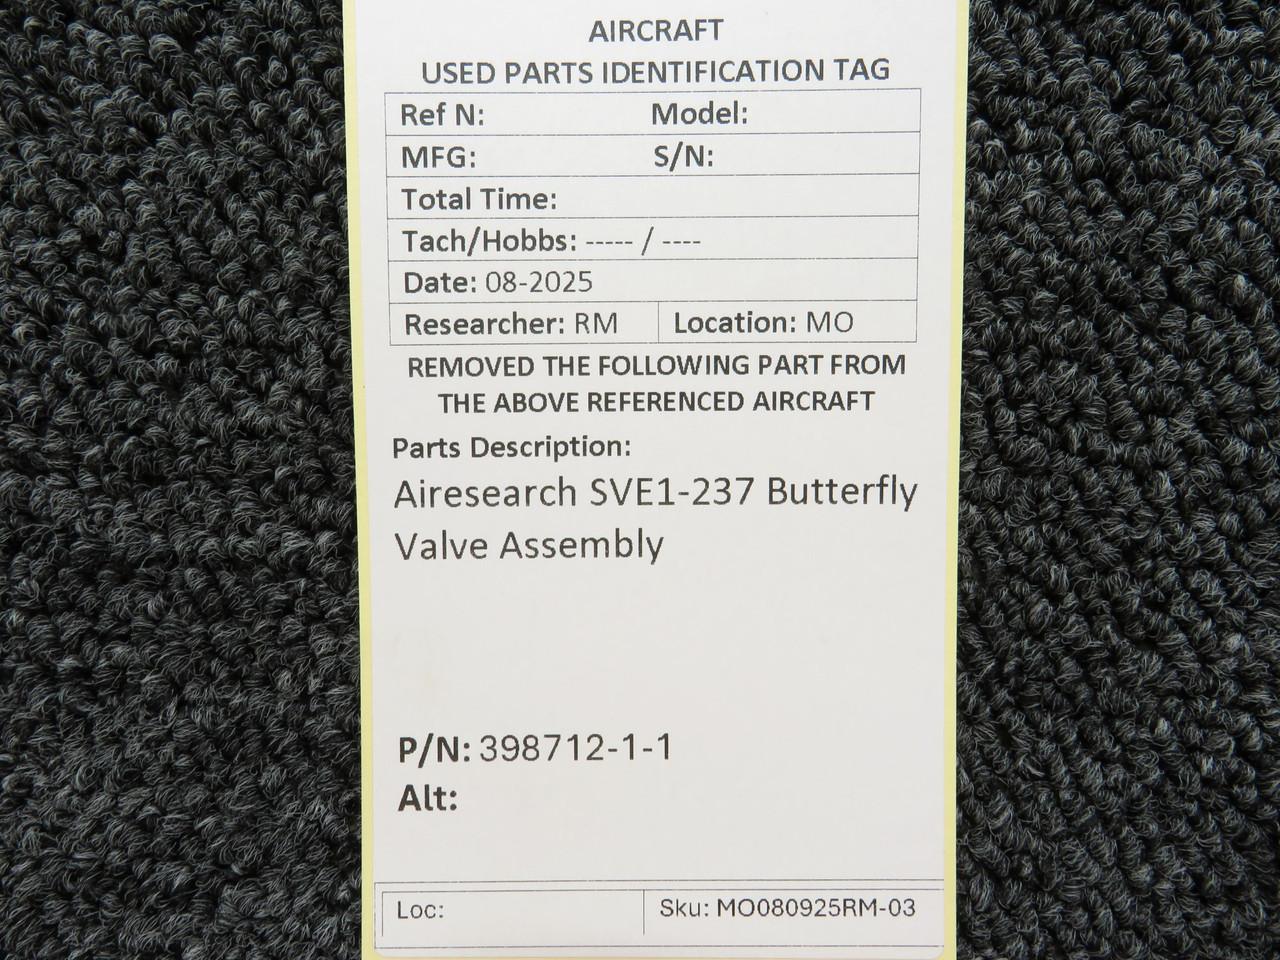 AIRCRAFT
USED PARTS IDENTIFICATION TAG
Ref N: Model:
MFG: S/N:
Total Time:
Tach/Hobbs: ----- / ----
Date: 08-2025
Researcher: RM Location: MO
REMOVED THE FOLLOWING PART FROM
THE ABOVE REFERENCED AIRCRAFT
Parts Description:
Airesearch SVE1-237 Butterfly
Valve Assembly
P/N: 398712-1-1
Alt:
Loc: Sku: MO080925RM-03